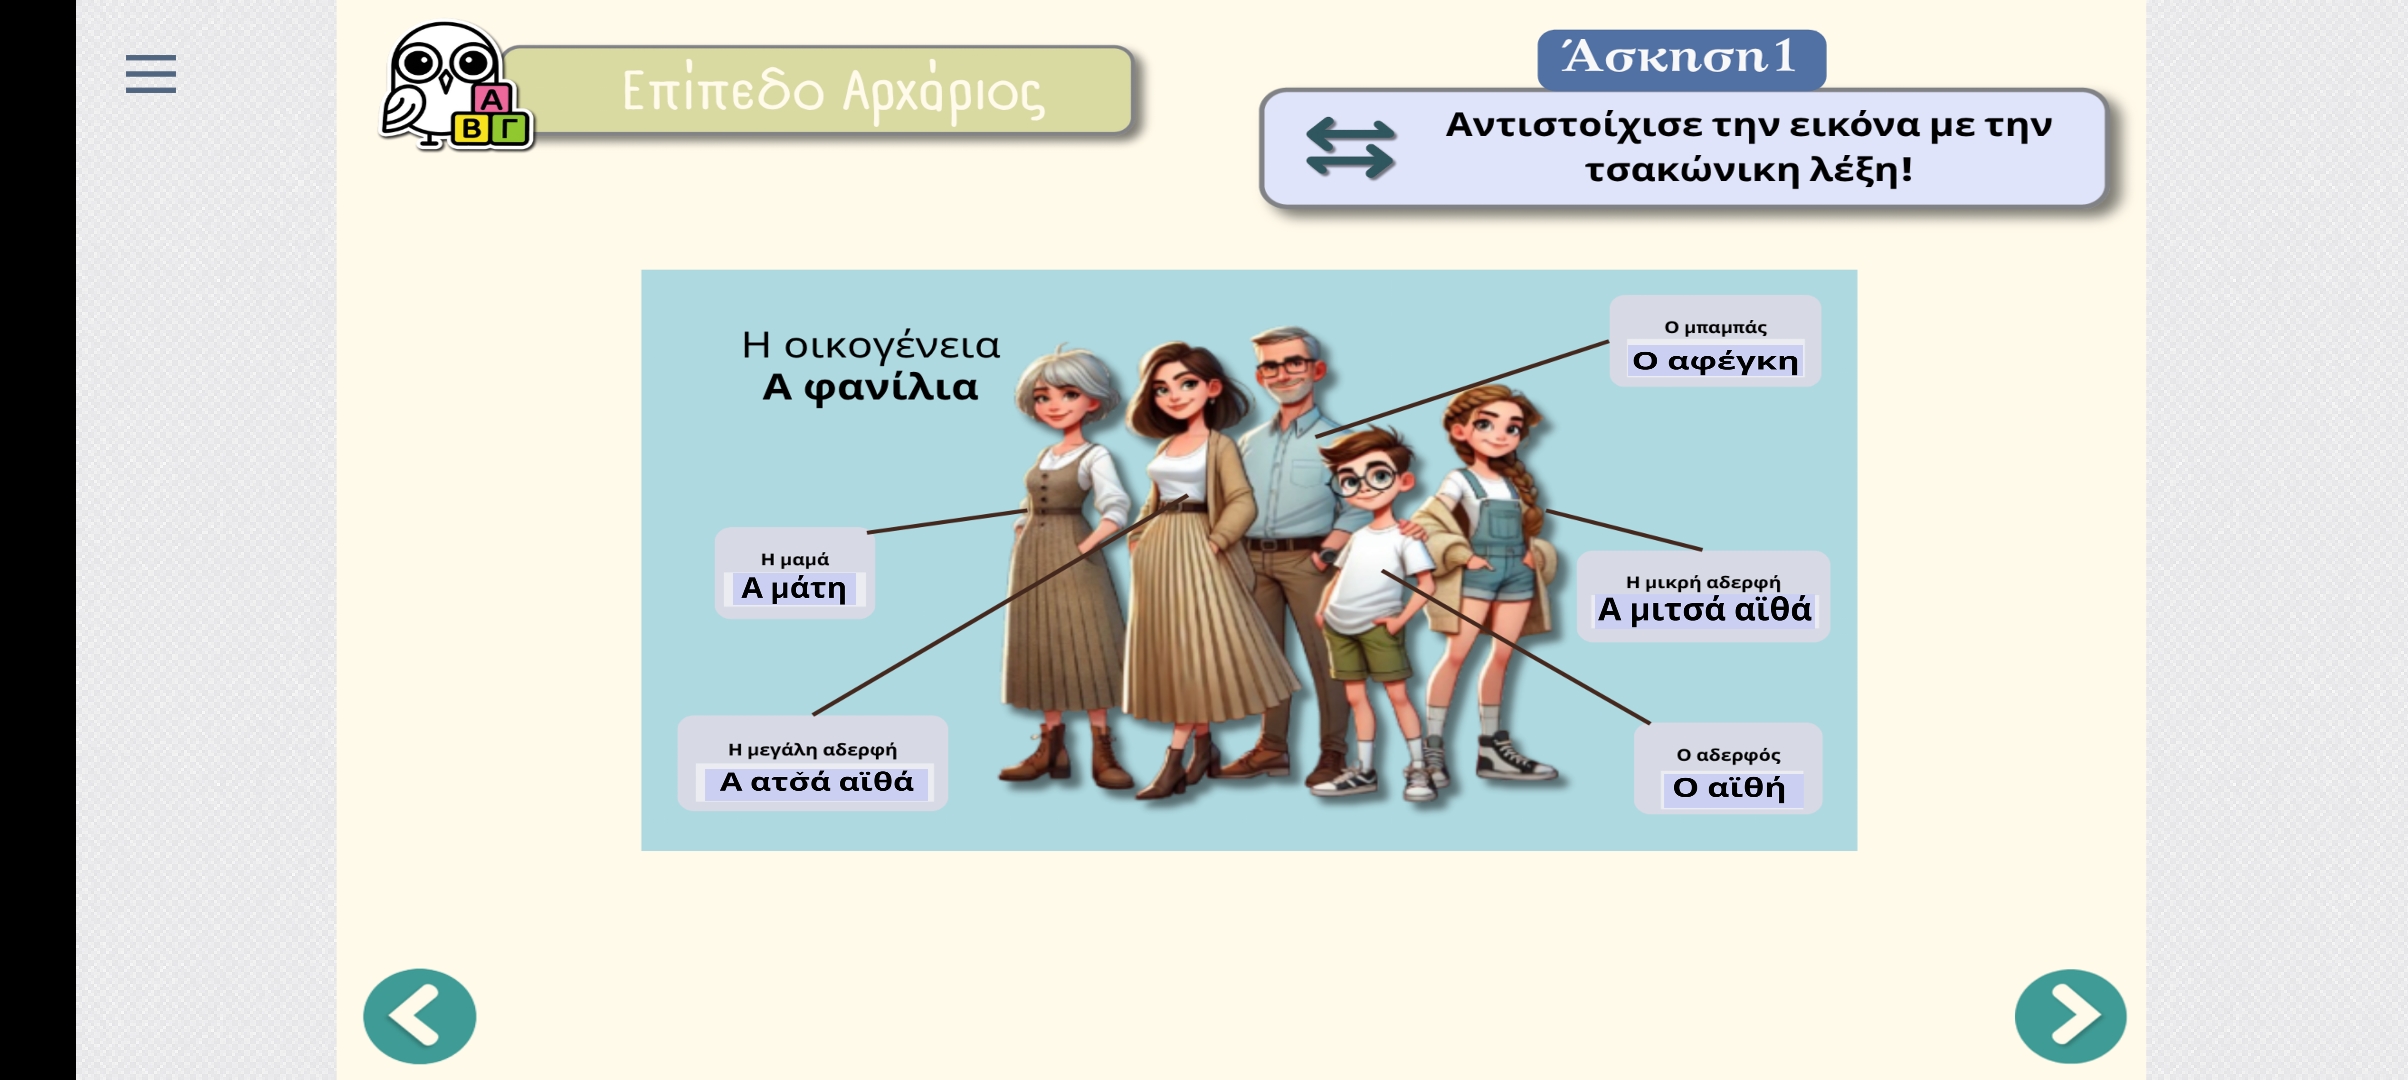 Επίπεδο Αρχάριος
Α
Β Γ
Άσκηση 1
Αντιστοίχισε την εικόνα με την
τσακώνικη λέξη!
Η οικογένεια
Α φανίλια
Ο μπαμπάς
Ο αφέγκη
Η μαμά
Α μάτη
Η μικρή αδερφή
Α μιτσά αϊθά
Η μεγάλη αδερφή
Α ατσ̌ά αϊθά
Ο αδερφός
Ο αϊθή